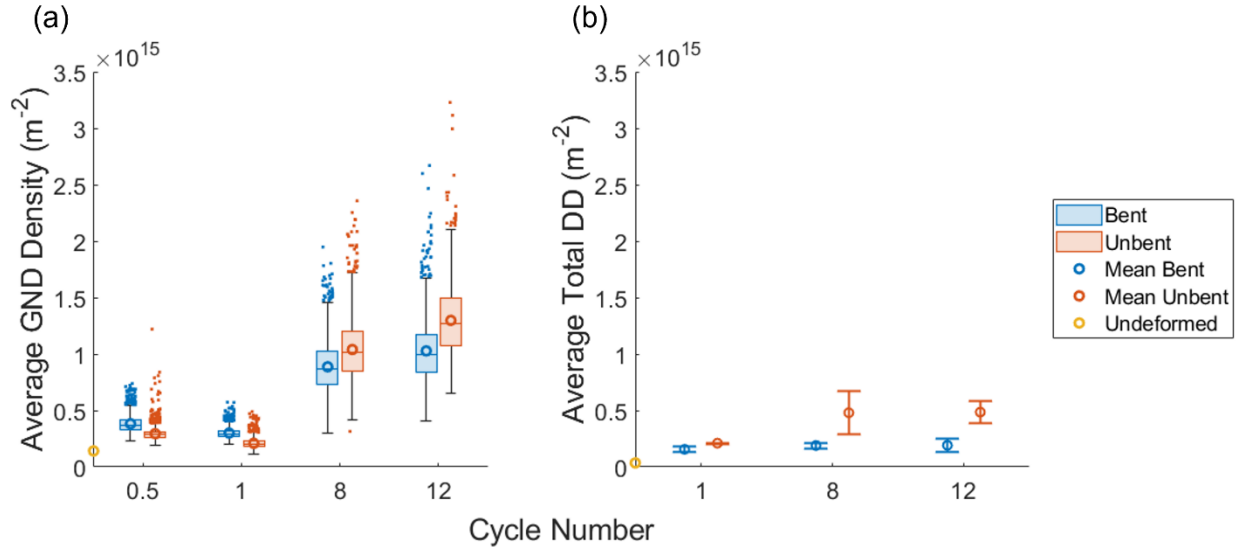 (a)
(b)
×10^15
×10^15
Average GND Density (m^-2)
3.5
3
2.5
2
1.5
1
0.5
0
0.5
1
8
12
Average Total DD (m^-2)
3.5
3
2.5
2
1.5
1
0.5
0
1
8
12
Bent
Unbent
Mean Bent
Mean Unbent
Undeformed
Cycle Number